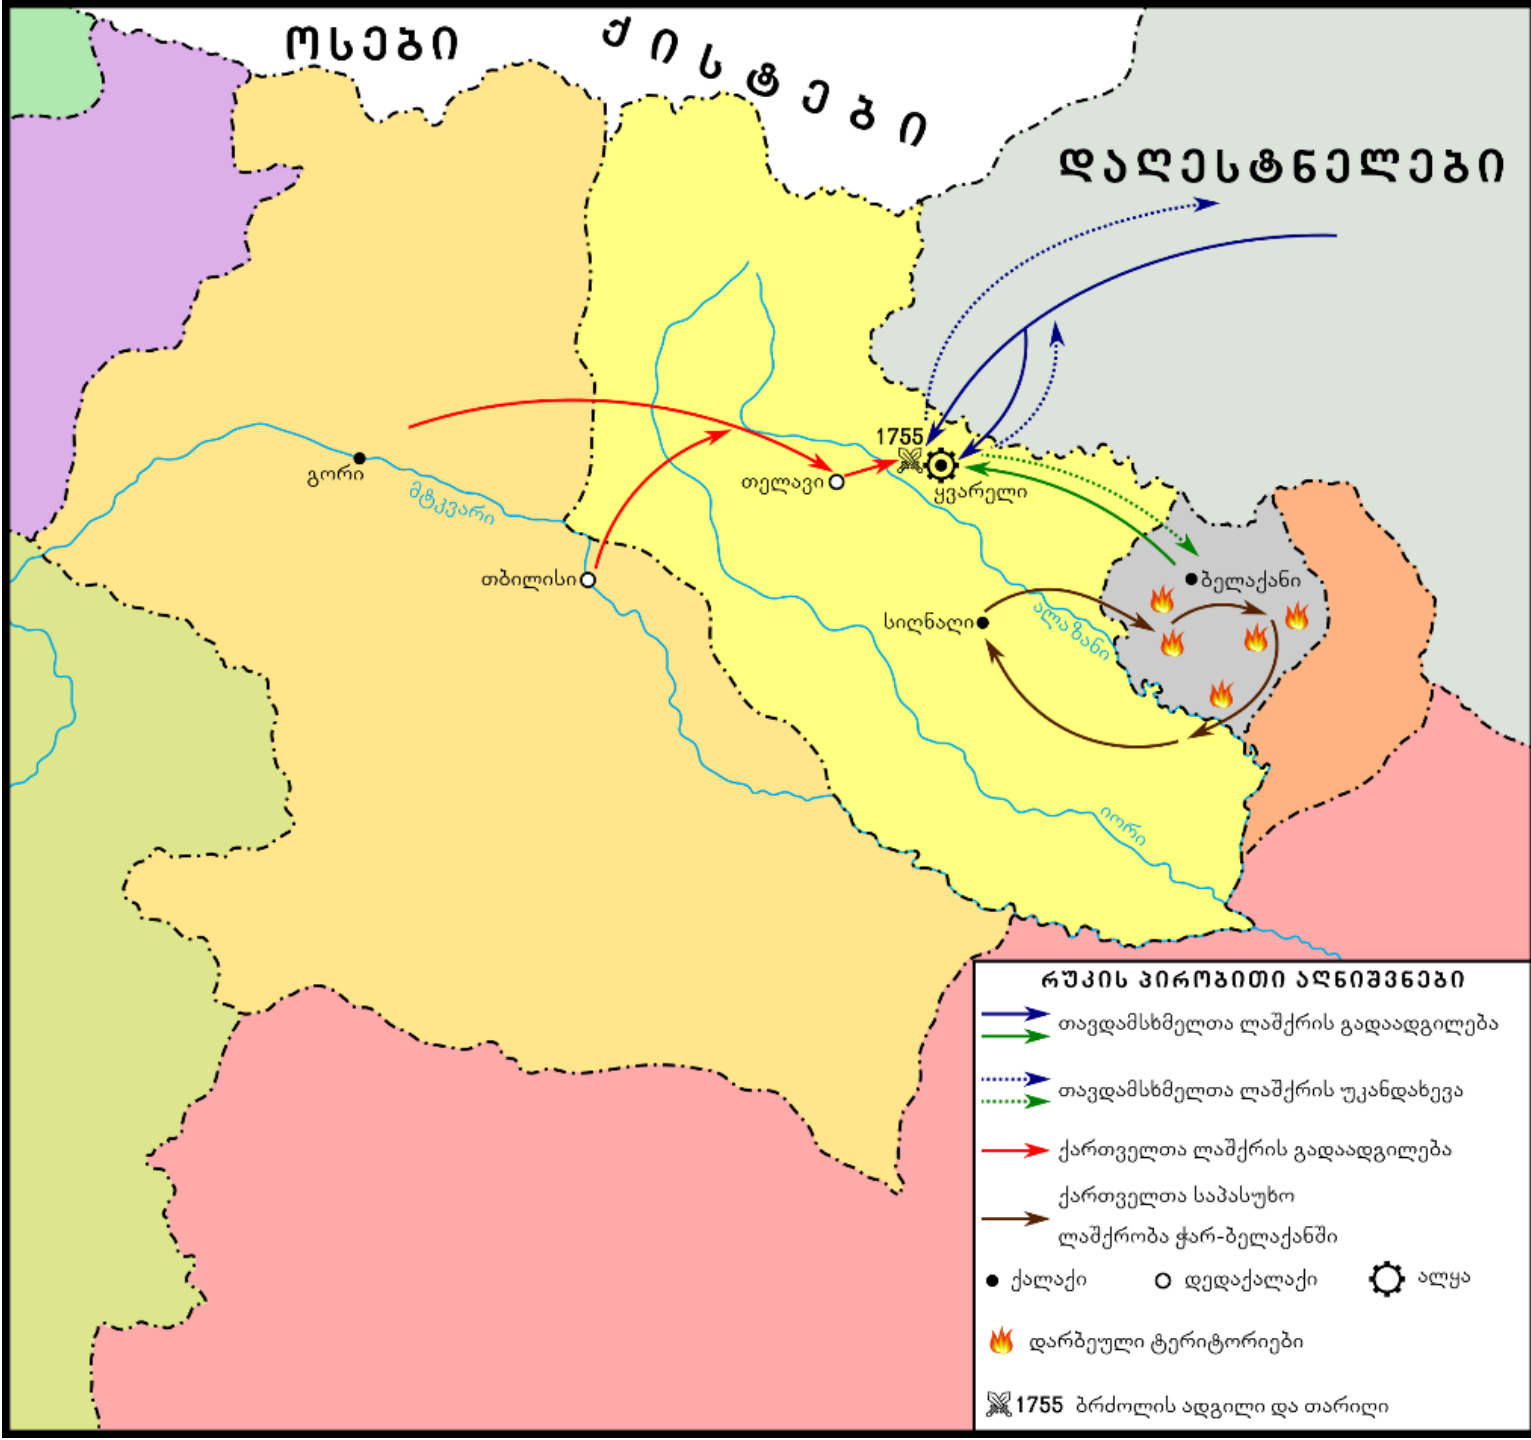 ოსები
ქისტები
დაღესტნელები
1755
გორი
მტკვარი
თელავი
ყვარელი
თბილისი
ბელაქანი
სიღნაღი
ალაზანი
იორი
რუკის პირობითი აღნიშვნები
თავდამსხმელთა ლაშქრის გადაადგილება
თავდამსხმელთა ლაშქრის უკანდახევა
ქართველთა ლაშქრის გადაადგილება
ქართველთა საპასუხო
ლაშქრობა ჭარ-ბელაქანში
ქალაქი დედაქალაქი ალყა
დარბეული ტერიტორიები
1755 ბრძოლის ადგილი და თარიღი